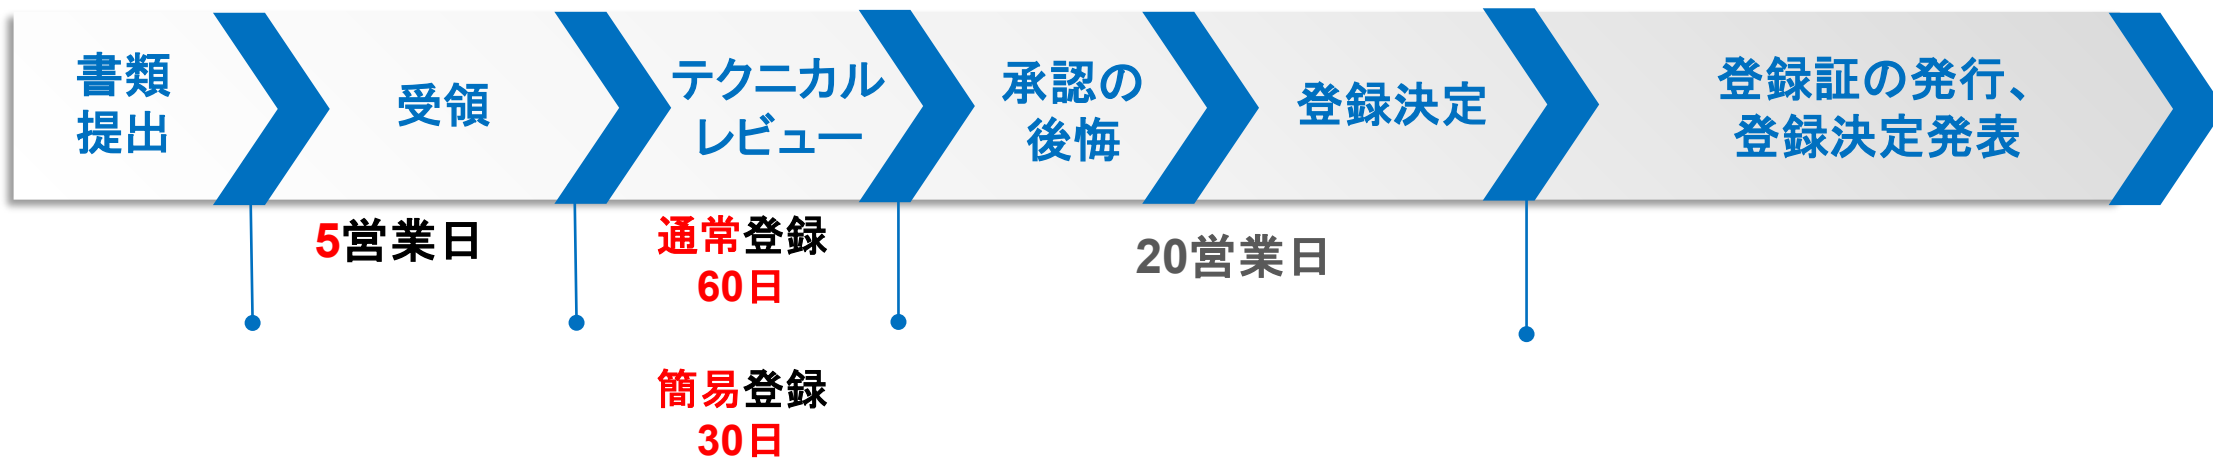 書類
提出
受領
テクニカル
レビュー
承認の
後悔
登録決定
登録証の発行、
登録決定発表
5営業日
通常登録
60日
20営業日
簡易登録
30日